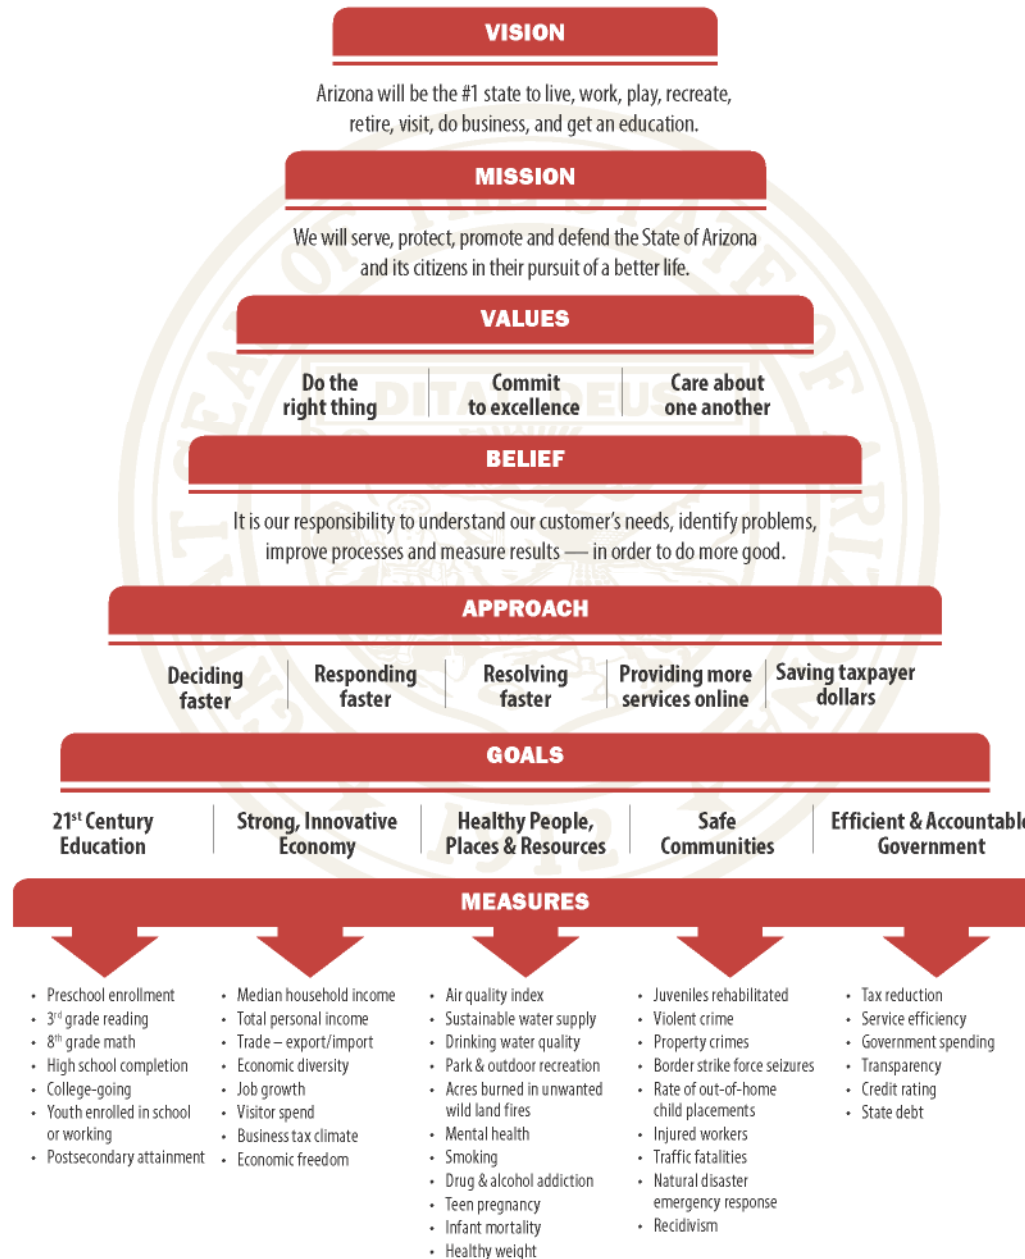 VISION
Arizona will be the #1 state to live, work, play, recreate,
retire, visit, do business, and get an education.
MISSION
We will serve, protect, promote and defend the State of Arizona
and its citizens in their pursuit of a better life.
VALUES
Do the
right thing
Commit
to excellence
Care about
one another
DITAT DEUS
BELIEF
It is our responsibility to understand our customer's needs, identify problems,
improve processes and measure results — in order to do more good.
APPROACH
Deciding
faster
Responding
faster
Resolving
faster
Providing more
services online
Saving taxpayer
dollars
GOALS
21st Century
Education
Strong, Innovative
Economy
Healthy People,
Places & Resources
Safe
Communities
Efficient & Accountable
Government
GREAT SEAL OF THE STATE OF ARIZONA
1912
MEASURES
• Preschool enrollment
• 3rd grade reading
• 8th grade math
• High school completion
• College-going
• Youth enrolled in school
or working
• Postsecondary attainment
• Median household income
• Total personal income
• Trade – export/import
• Economic diversity
• Job growth
• Visitor spend
• Business tax climate
• Economic freedom
• Air quality index
• Sustainable water supply
• Drinking water quality
• Park & outdoor recreation
• Acres burned in unwanted
wild land fires
• Mental health
• Smoking
• Drug & alcohol addiction
• Teen pregnancy
• Infant mortality
• Healthy weight
• Juveniles rehabilitated
• Violent crime
• Property crimes
• Border strike force seizures
• Rate of out-of-home
child placements
• Injured workers
• Traffic fatalities
• Natural disaster
emergency response
• Recidivism
• Tax reduction
• Service efficiency
• Government spending
• Transparency
• Credit rating
• State debt